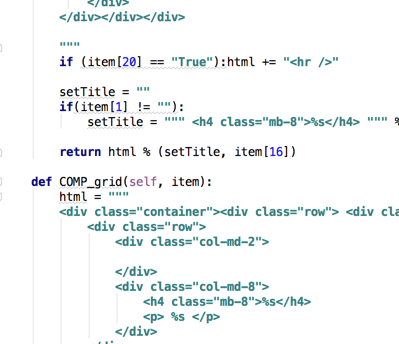 </div>
</div></div></div>
"""
if (item[20] == "True"):html += "<hr />"
setTitle = ""
if(item[1] != ""):
setTitle = """ <h4 class="mb-8">%s</h4> """ %
return html % (setTitle, item[16])
def COMP_grid(self, item):
html = """
<div class="container"><div class="row"> <div clas
<div class="row">
<div class="col-md-2">
</div>
<div class="col-md-8">
<h4 class="mb-8">%s</h4>
<p> %s </p>
</div>